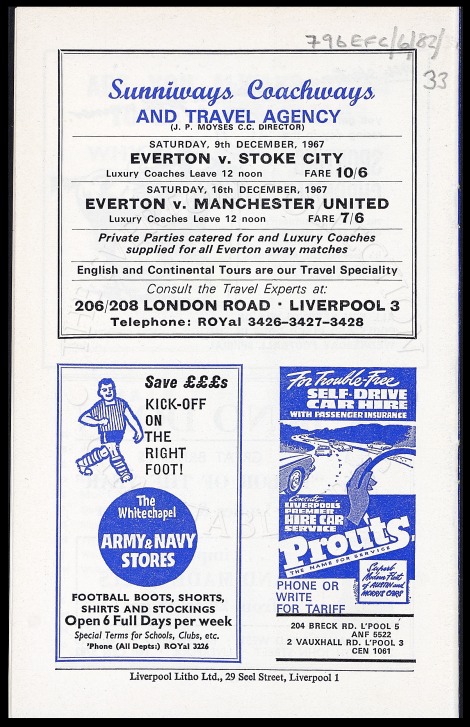 796EFC/6/82/
33
Sunniways Coachways
AND TRAVEL AGENCY
(J. P. MOYSES C.C. DIRECTOR)
SATURDAY, 9th DECEMBER, 1967
EVERTON v. STOKE CITY
Luxury Coaches Leave 12 noon FARE 10/6
SATURDAY, 16th DECEMBER, 1967
EVERTON v. MANCHESTER UNITED
Luxury Coaches Leave 12 noon FARE 7/6
Private Parties catered for and Luxury Coaches
supplied for all Everton away matches
English and Continental Tours are our Travel Speciality
Consult the Travel Experts at:
206/208 LONDON ROAD · LIVERPOOL 3
Telephone: ROYal 3426-3427-3428
Save £££s
KICK-OFF
ON
THE
RIGHT
FOOT!
The
Whitechapel
ARMY & NAVY
STORES
FOOTBALL BOOTS, SHORTS,
SHIRTS AND STOCKINGS
Open 6 Full Days per week
Special Terms for Schools, Clubs, etc.
'Phone (All Depts:) ROYal 3226
For Trouble-Free
SELF-DRIVE
CAR HIRE
WITH PASSENGER INSURANCE
Consult
LIVERPOOL'S
PREMIER
HIRE CAR
SERVICE
Prouts
THE NAME FOR SERVICE
PHONE OR
WRITE
FOR TARIFF
Superb
Modern Fleet
of AUSTIN and
MORRIS CARS
204 BRECK RD. L'POOL 5
ANF 5522
2 VAUXHALL RD. L'POOL 3
CEN 1061
Liverpool Litho Ltd., 29 Seel Street, Liverpool 1